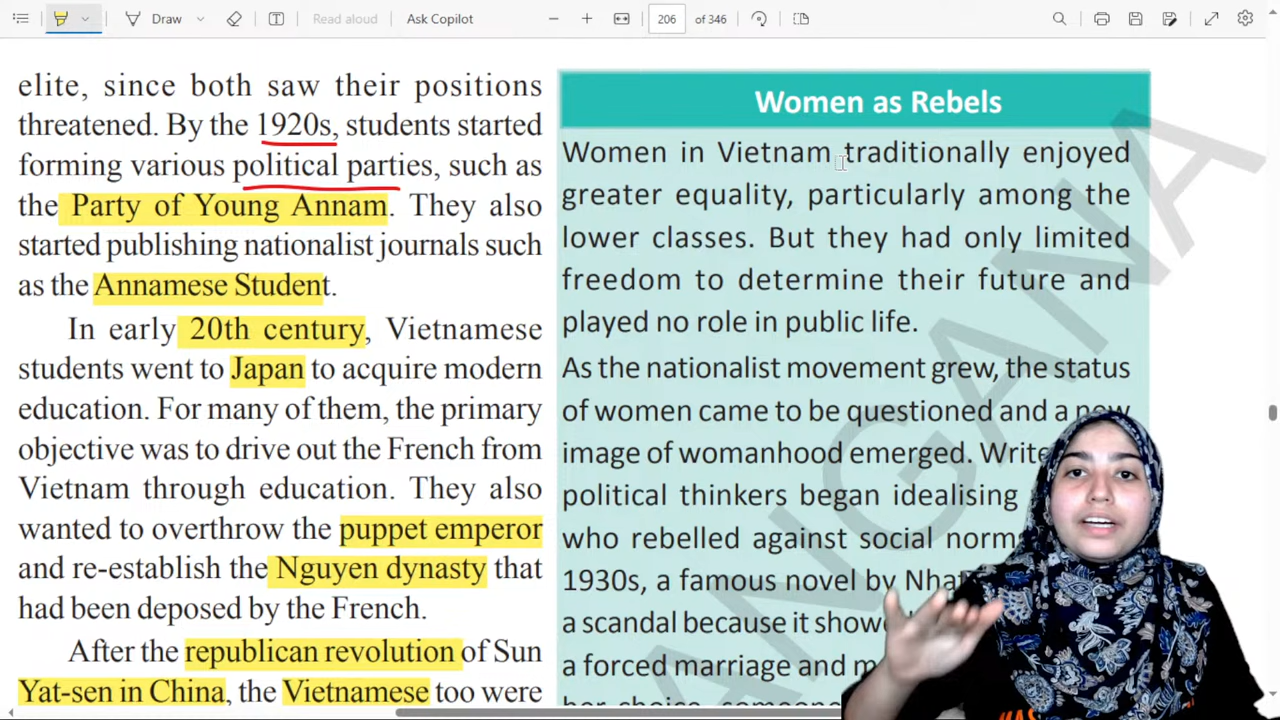 Draw
Read aloud
Ask Copilot
206
of 346
elite, since both saw their positions
threatened. By the 1920s, students started
forming various political parties, such as
the Party of Young Annam. They also
started publishing nationalist journals such
as the Annamese Student.
In early 20th century, Vietnamese
students went to Japan to acquire modern
education. For many of them, the primary
objective was to drive out the French from
Vietnam through education. They also
wanted to overthrow the puppet emperor
and re-establish the Nguyen dynasty that
had been deposed by the French.
After the republican revolution of Sun
Yat-sen in China, the Vietnamese too were
Women as Rebels
Women in Vietnam traditionally enjoyed
greater equality, particularly among the
lower classes. But they had only limited
freedom to determine their future and
played no role in public life.
As the nationalist movement grew, the status
of women came to be questioned and a new
image of womanhood emerged.
political thinkers began idealising
who rebelled against social
1930s, a famous novel by
a scandal because it
a forced marriage and
ANGANA